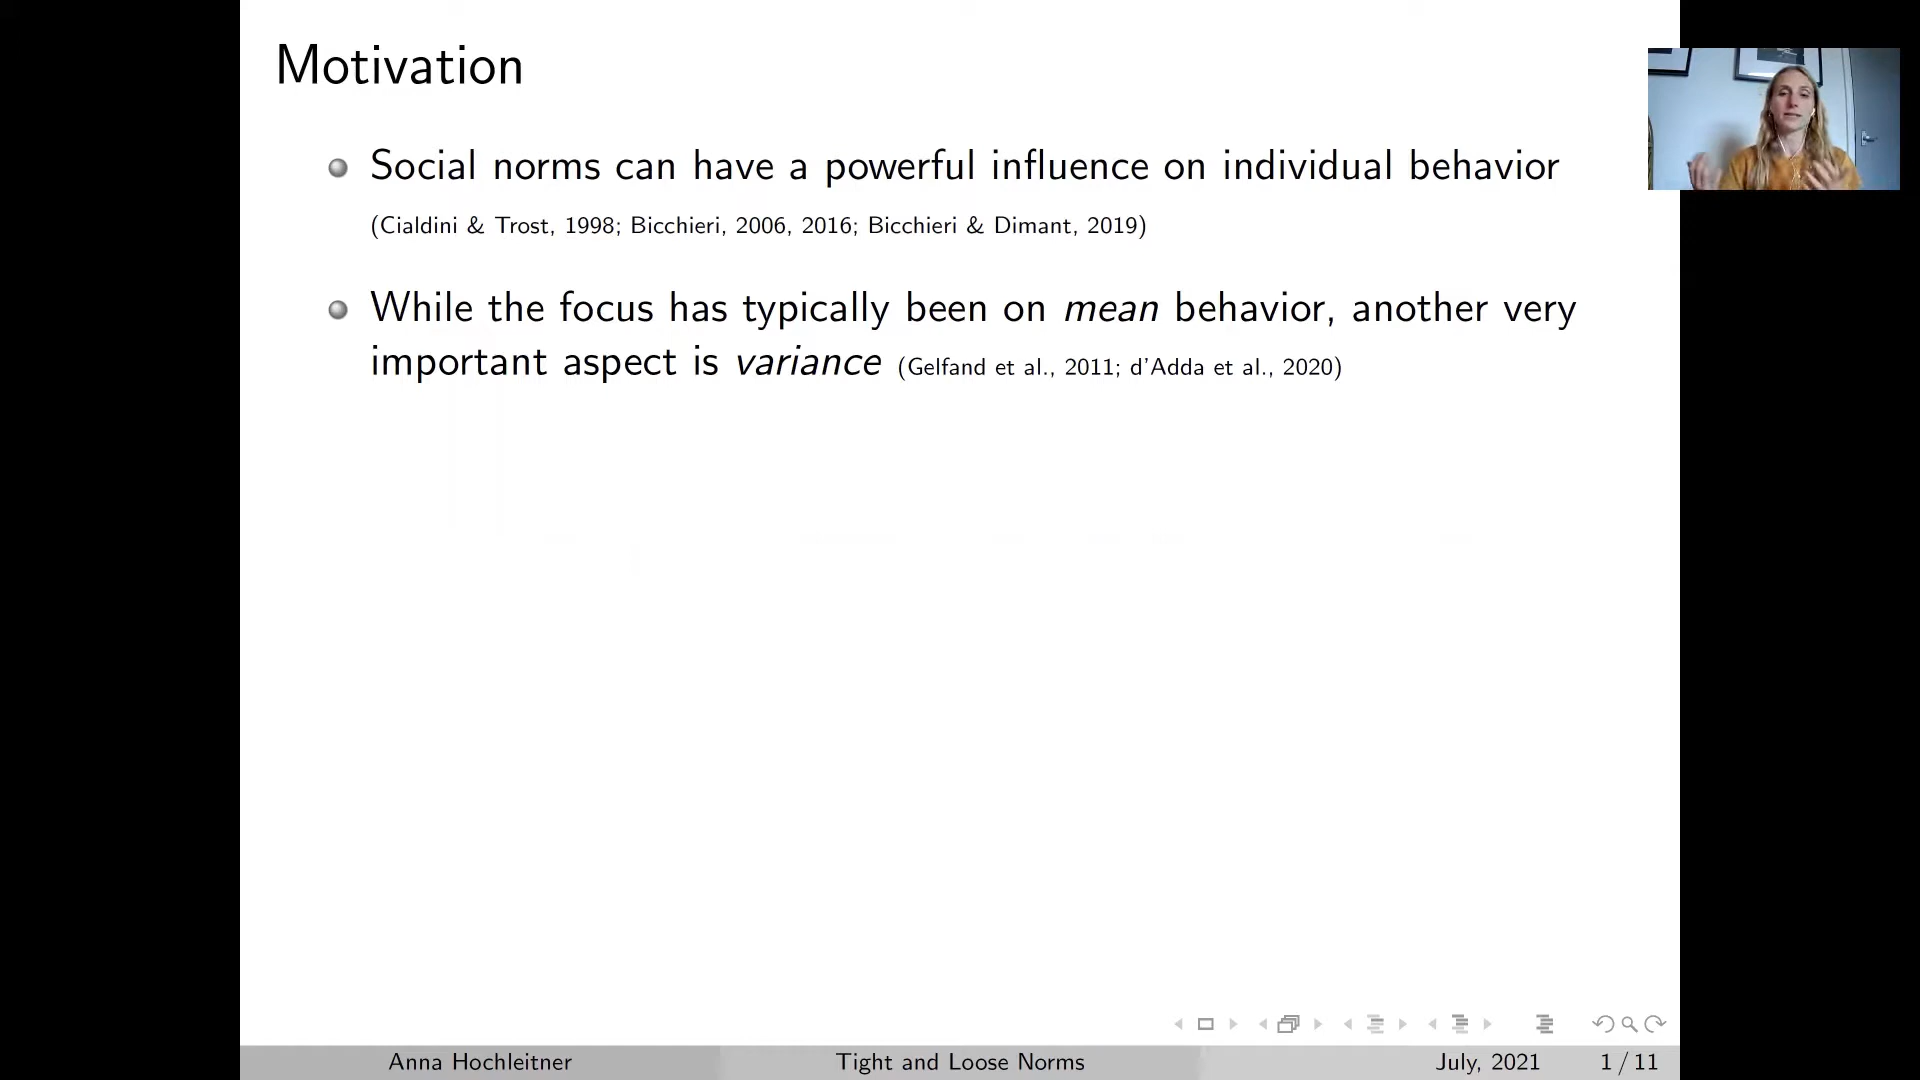 Motivation
Social norms can have a powerful influence on individual behavior
(Cialdini & Trost, 1998; Bicchieri, 2006, 2016; Bicchieri & Dimant, 2019)
While the focus has typically been on mean behavior, another very
important aspect is variance (Gelfand et al., 2011; d'Adda et al., 2020)
Anna Hochleitner Tight and Loose Norms July, 2021 1 / 11